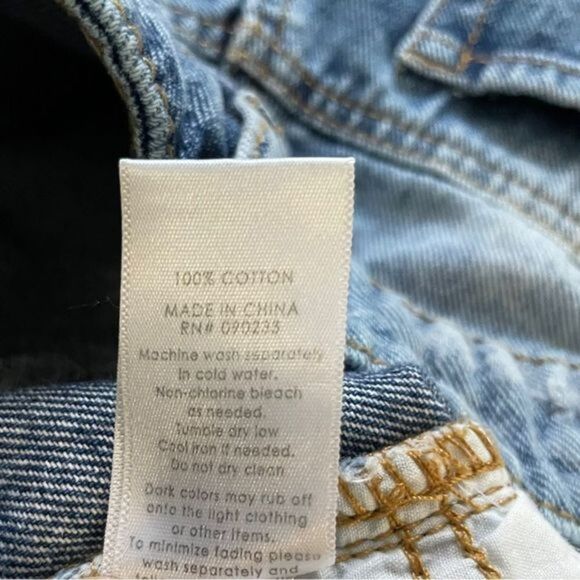 100% COTTON
MADE IN CHINA
RN# 090235
Machine wash separately
in cold water.
Non-chlorine bleach
as needed.
Tumble dry low
Cool iron if needed.
Do not dry clean
Dark colors may rub off
onto the light clothing
or other items.
To minimize fading please
wash separately and